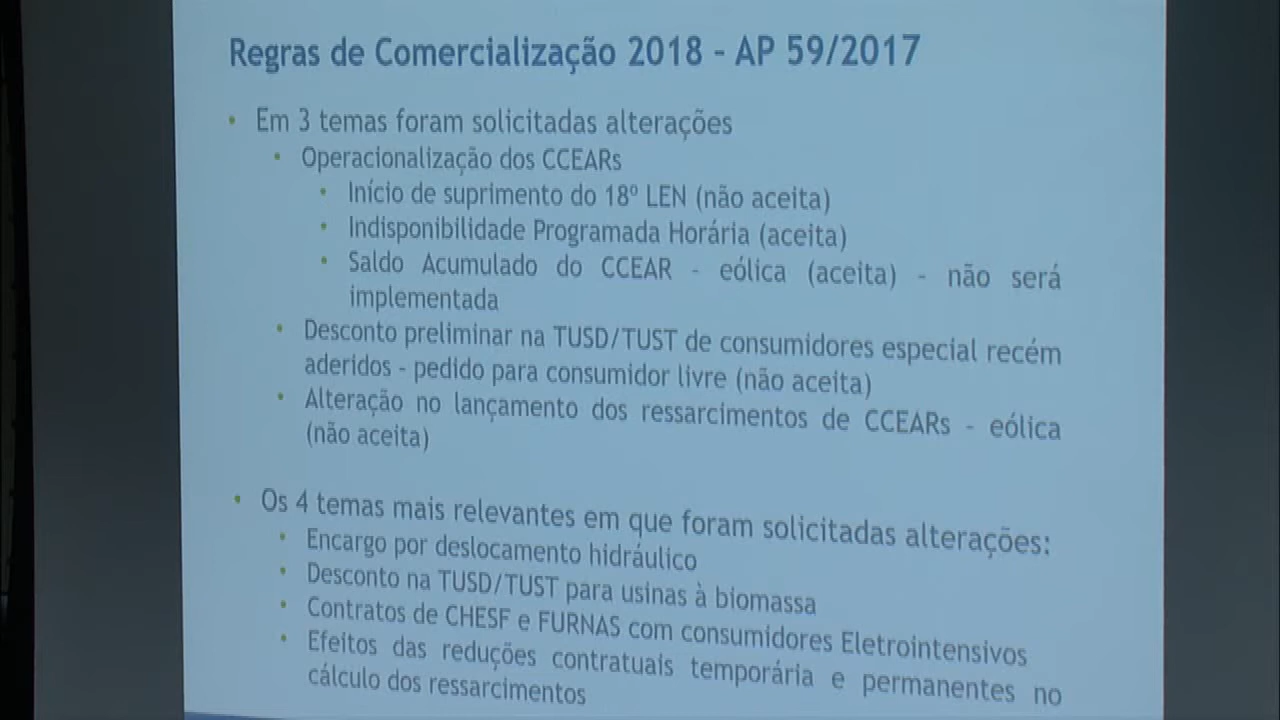 Regras de Comercialização 2018 - AP 59/2017
• Em 3 temas foram solicitadas alterações
• Operacionalização dos CCEARs
• Início de suprimento do 18º LEN (não aceita)
• Indisponibilidade Programada Horária (aceita)
• Saldo Acumulado do CCEAR - eólica (aceita) - não será
implementada
• Desconto preliminar na TUSD/TUST de consumidores especial recém
aderidos - pedido para consumidor livre (não aceita)
• Alteração no lançamento dos ressarcimentos de CCEARs - eólica
(não aceita)
• Os 4 temas mais relevantes em que foram solicitadas alterações:
• Encargo por deslocamento hidráulico
• Desconto na TUSD/TUST para usinas à biomassa
• Contratos de CHESF e FURNAS com consumidores Eletrointensivos
• Efeitos das reduções contratuais temporária e permanentes no
cálculo dos ressarcimentos